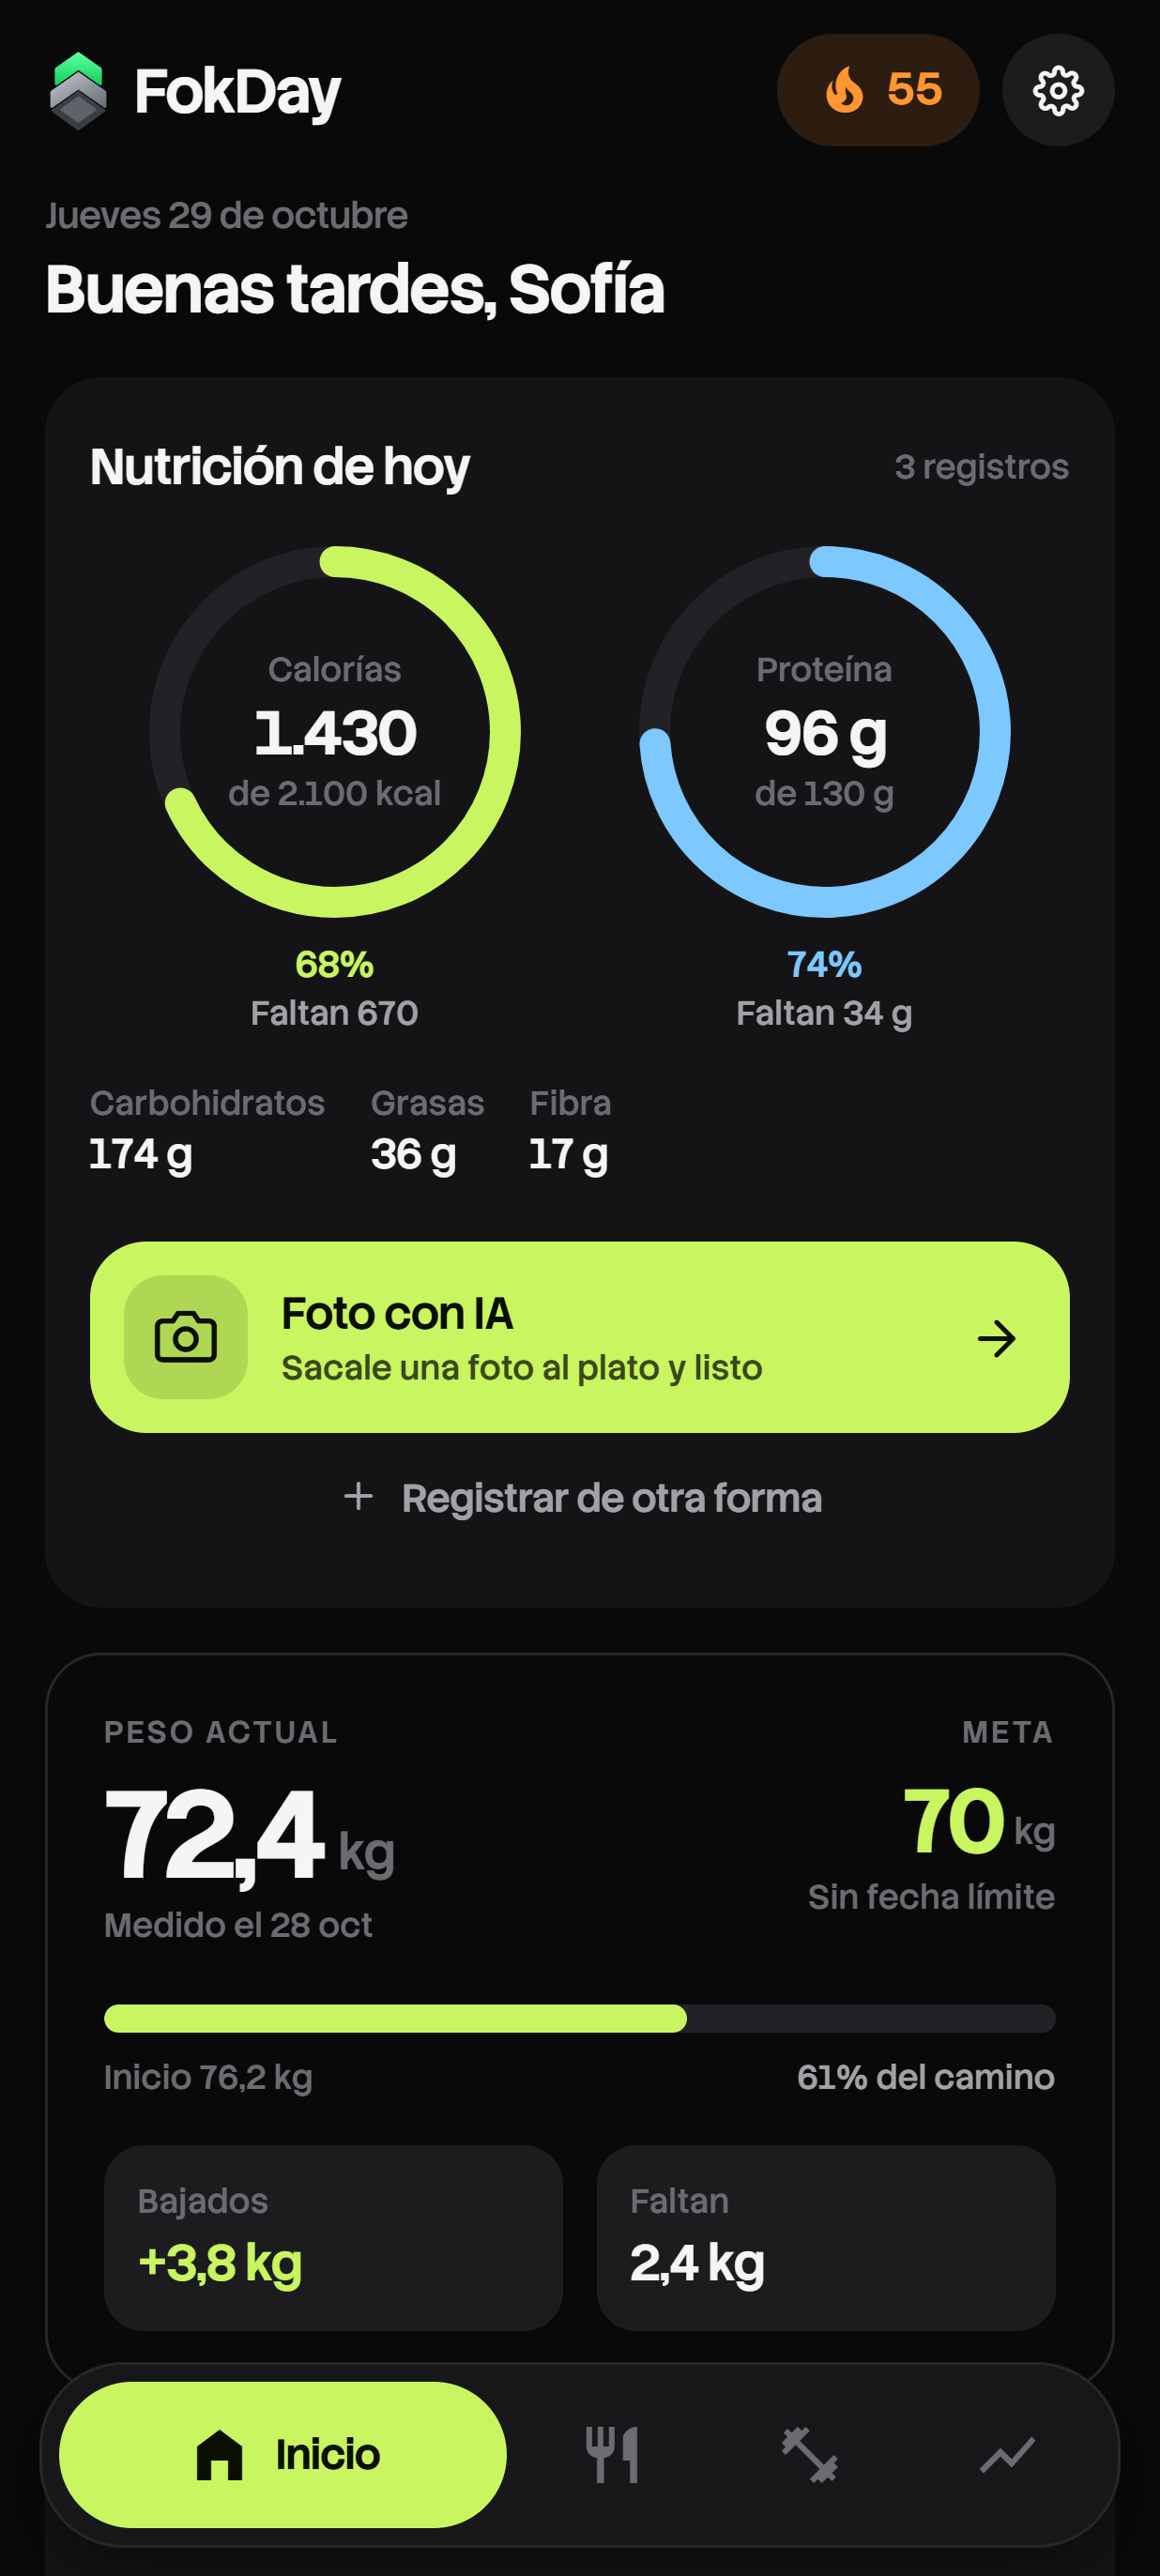 FokDay
55
Jueves 29 de octubre
Buenas tardes, Sofía
Nutrición de hoy
3 registros
Calorías
1.430
de 2.100 kcal
68%
Faltan 670
Proteína
96 g
de 130 g
74%
Faltan 34 g
Carbohidratos
174 g
Grasas
36 g
Fibra
17 g
Foto con IA
Sacale una foto al plato y listo
Registrar de otra forma
PESO ACTUAL
72,4 kg
Medido el 28 oct
META
70 kg
Sin fecha límite
Inicio 76,2 kg
61% del camino
Bajados
+3,8 kg
Faltan
2,4 kg
Inicio